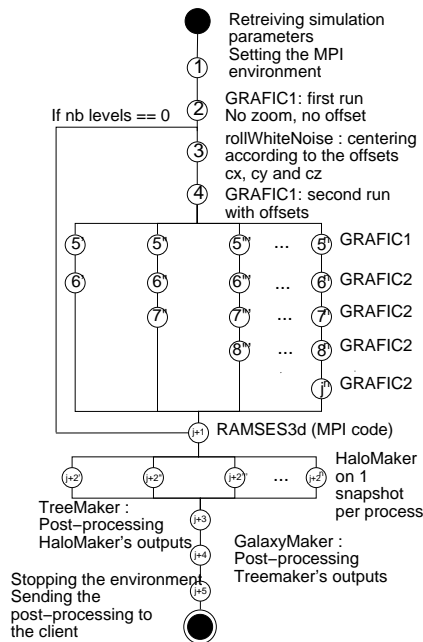 Retreiving simulation
parameters
Setting the MPI
environment
1
GRAFIC1: first run
No zoom, no offset
2
If nb levels == 0
rollWhiteNoise : centering
according to the offsets
cx, cy and cz
3
4
GRAFIC1: second run
with offsets
5' 5'' 5''' ... 5n GRAFIC1
6' 6'' 6''' ... 6n GRAFIC2
7'' 7''' ... 7n GRAFIC2
8''' ... 8n GRAFIC2
jn GRAFIC2
j+1 RAMSES3d (MPI code)
j+2' j+2'' j+2''' ... j+2n
HaloMaker
on 1
snapshot
per process
TreeMaker :
Post−processing
HaloMaker's outputs
j+3
j+4
GalaxyMaker :
Post−processing
Treemaker's outputs
j+5
Stopping the environment
Sending the
post−processing to
the client